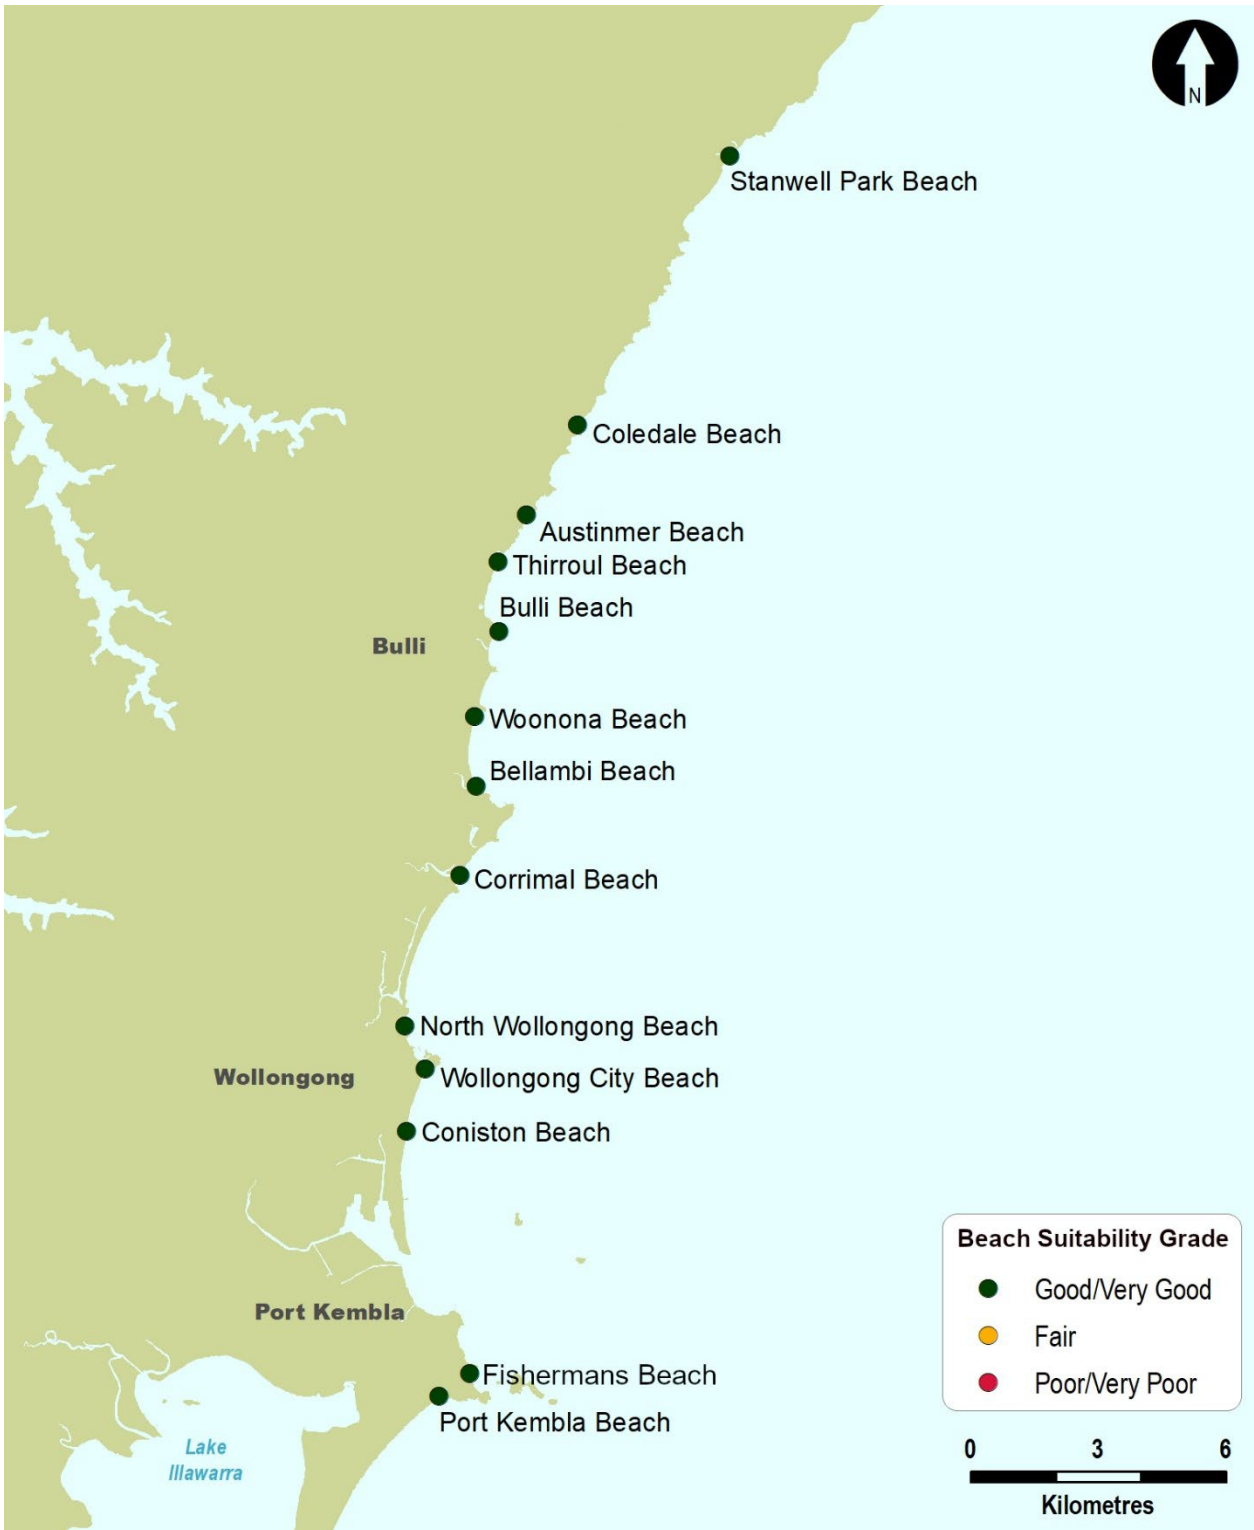 N
Stanwell Park Beach
Coledale Beach
Austinmer Beach
Thirroul Beach
Bulli Beach
Bulli
Woonona Beach
Bellambi Beach
Corrimal Beach
North Wollongong Beach
Wollongong
Wollongong City Beach
Coniston Beach
Port Kembla
Fishermans Beach
Port Kembla Beach
Lake
Illawarra
Beach Suitability Grade
Good/Very Good
Fair
Poor/Very Poor
0 3 6
Kilometres